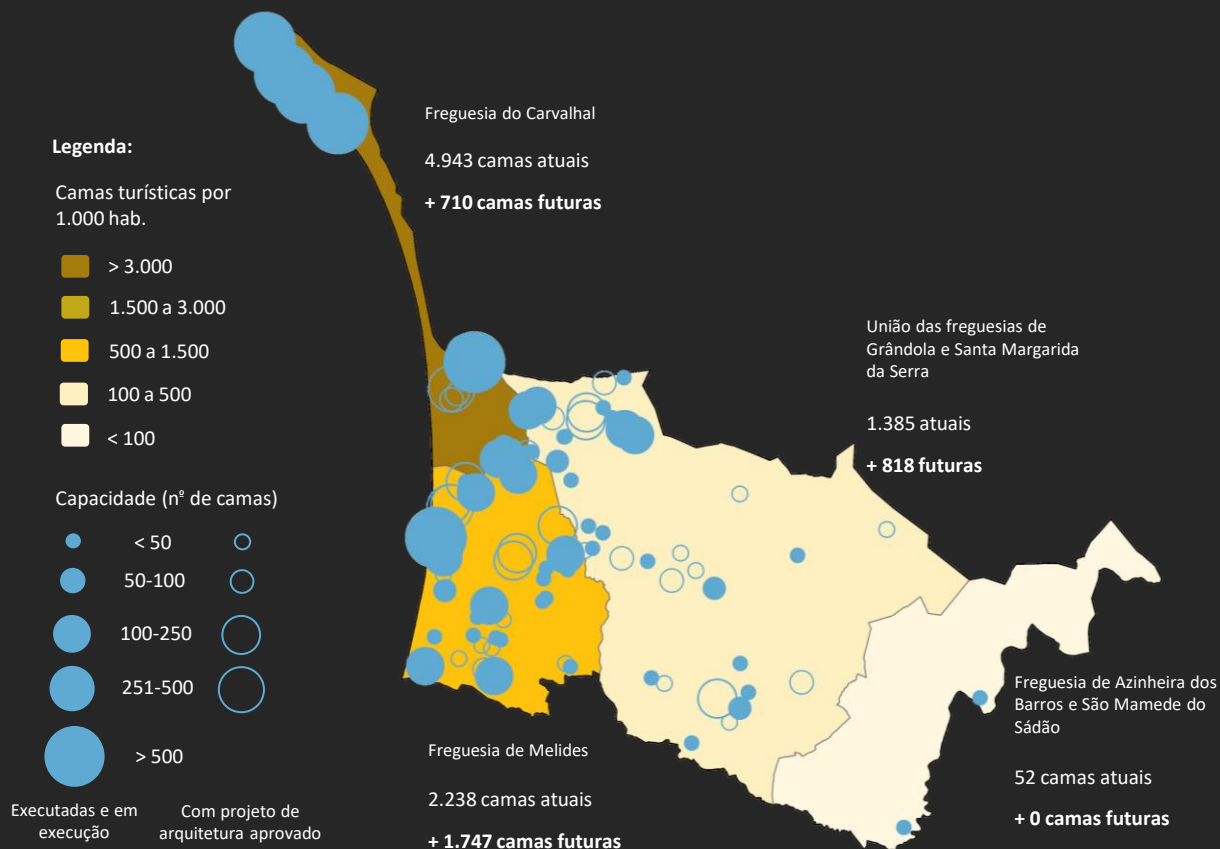 Legenda:
Camas turísticas por
1.000 hab.
> 3.000
1.500 a 3.000
500 a 1.500
100 a 500
< 100
Capacidade (nº de camas)
< 50
50-100
100-250
251-500
> 500
Executadas e em
execução
Com projeto de
arquitetura aprovado
Freguesia do Carvalhal
4.943 camas atuais
+ 710 camas futuras
União das freguesias de
Grândola e Santa Margarida
da Serra
1.385 atuais
+ 818 futuras
Freguesia de Melides
2.238 camas atuais
+ 1.747 camas futuras
Freguesia de Azinheira dos
Barros e São Mamede do
Sádão
52 camas atuais
+ 0 camas futuras